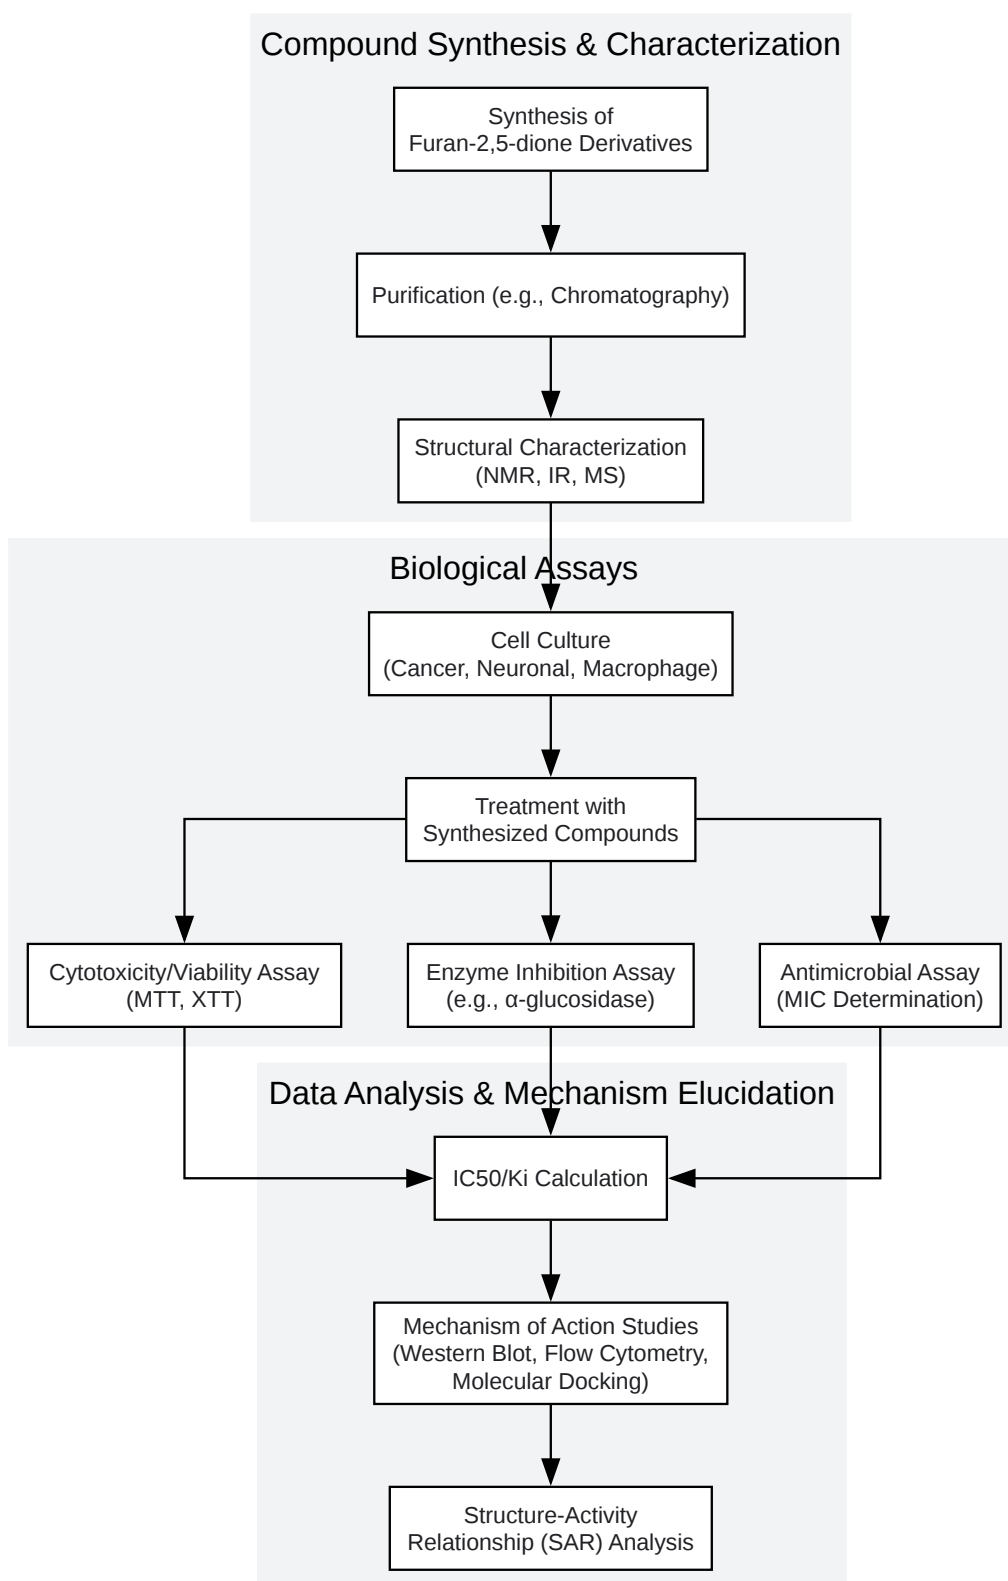 Compound Synthesis & Characterization
Synthesis of
Furan-2,5-dione Derivatives
Purification (e.g., Chromatography)
Structural Characterization
(NMR, IR, MS)
Biological Assays
Cell Culture
(Cancer, Neuronal, Macrophage)
Treatment with
Synthesized Compounds
Cytotoxicity/Viability Assay
(MTT, XTT)
Enzyme Inhibition Assay
(e.g., α-glucosidase)
Antimicrobial Assay
(MIC Determination)
Data Analysis & Mechanism Elucidation
IC50/Ki Calculation
Mechanism of Action Studies
(Western Blot, Flow Cytometry,
Molecular Docking)
Structure-Activity
Relationship (SAR) Analysis